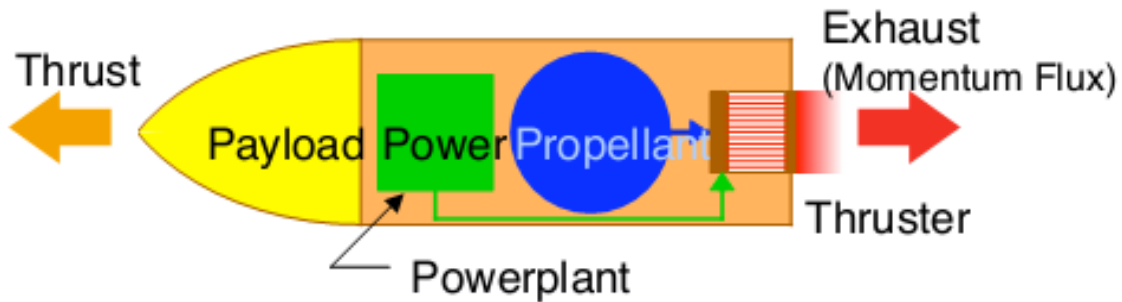 Thrust
Exhaust
(Momentum Flux)
Payload Power Propellant
Thruster
Powerplant